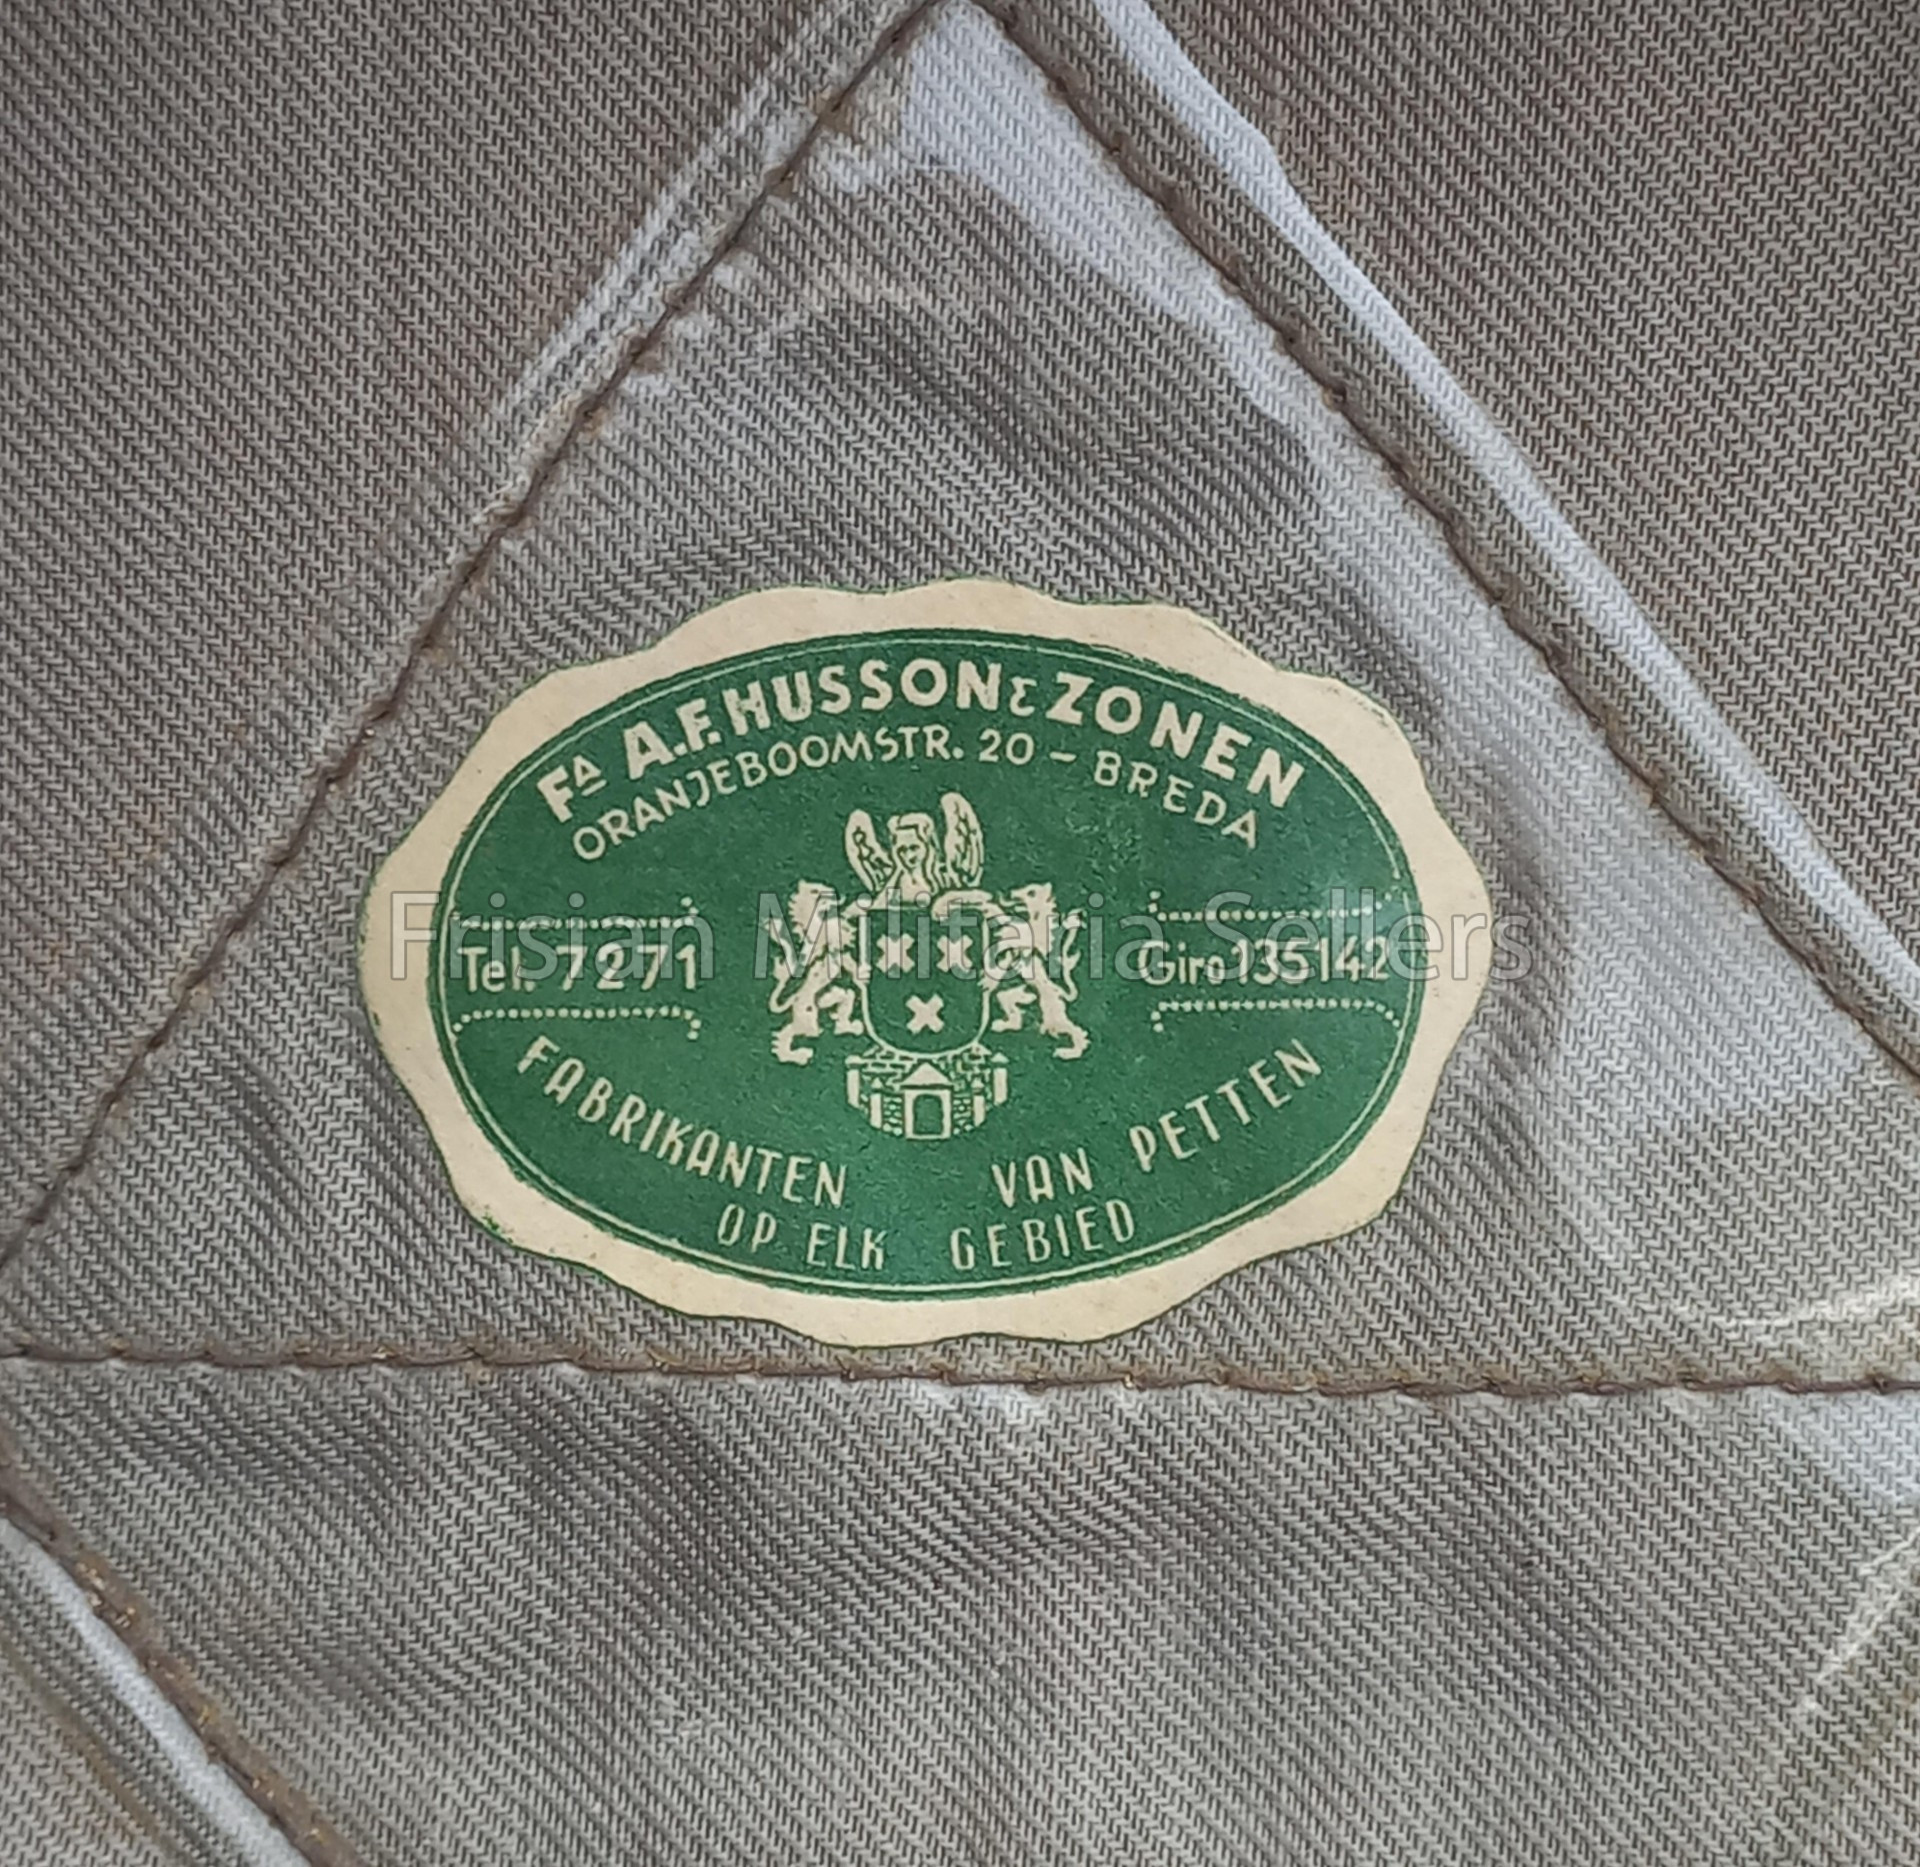 Fᴬ A.F. HUSSON & ZONEN
ORANJEBOOMSTR. 20 – BREDA
Tel. 7271
Giro 135142
FABRIKANTEN VAN PETTEN
OP ELK GEBIED
Frisian Militaria Sellers